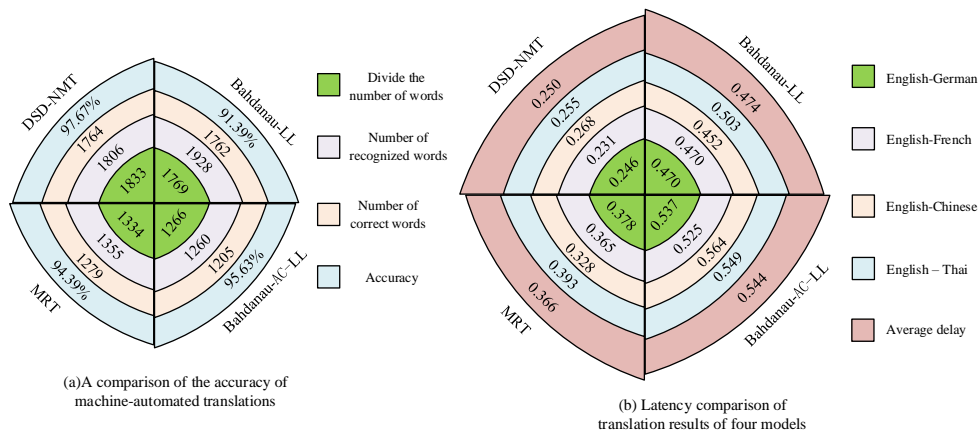 DSD-NMT
97.67%
1764
1806
1833
Bahdanau-LL
91.39%
1762
1928
1769
1334
1355
1279
94.39%
MRT
1266
1260
1205
95.63%
Bahdanau-AC-LL
Divide the
number of words
Number of
recognized words
Number of
correct words
Accuracy
(a)A comparison of the accuracy of
machine-automated translations
DSD-NMT
0.250
0.255
0.268
0.231
0.246
Bahdanau-LL
0.474
0.503
0.452
0.470
0.470
0.378
0.365
0.328
0.393
0.366
MRT
0.537
0.525
0.564
0.549
0.544
Bahdanau-AC-LL
English-German
English-French
English-Chinese
English – Thai
Average delay
(b) Latency comparison of
translation results of four models